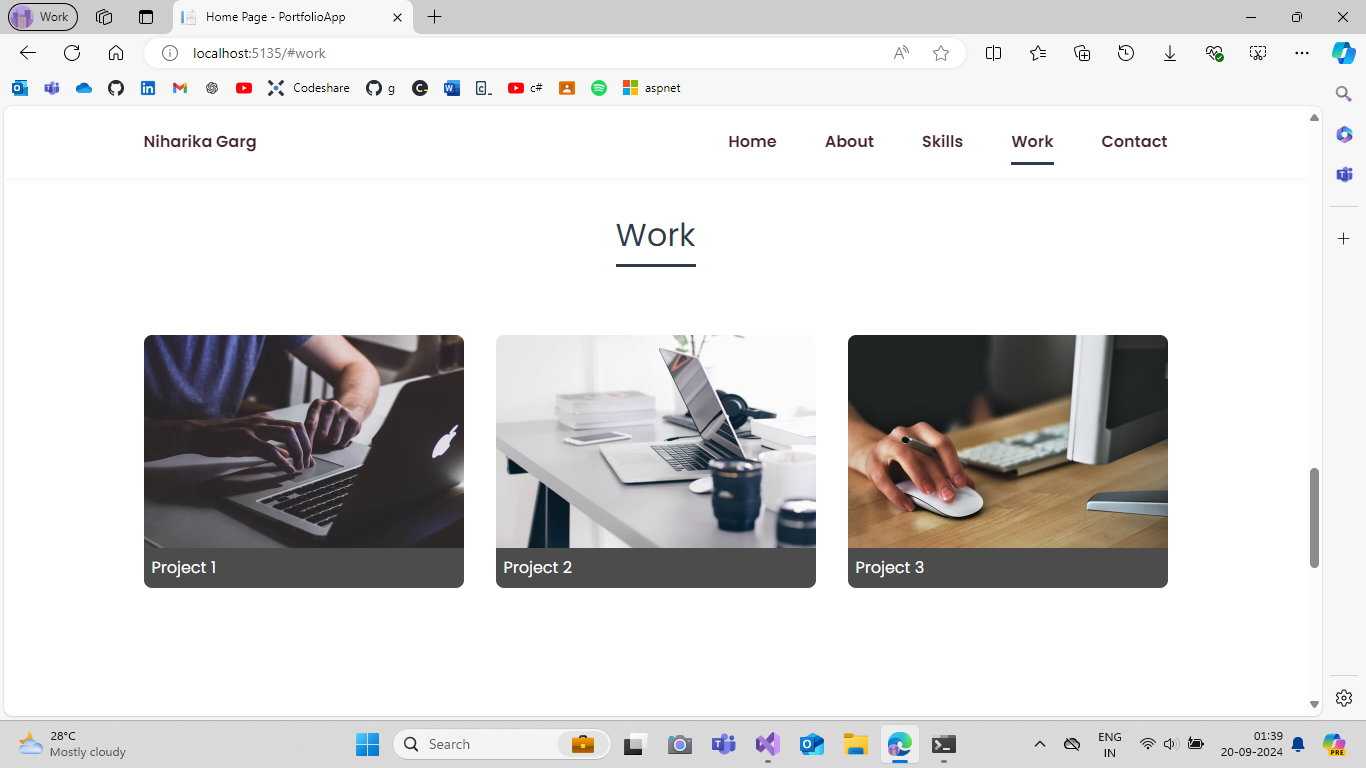 Work
Home Page - PortfolioApp
localhost:5135/#work
Codeshare
g
c#
aspnet
Niharika Garg
Home
About
Skills
Work
Contact
Work
Project 1
Project 2
Project 3
28°C
Mostly cloudy
Search
ENG
IN
01:39
20-09-2024
PRE